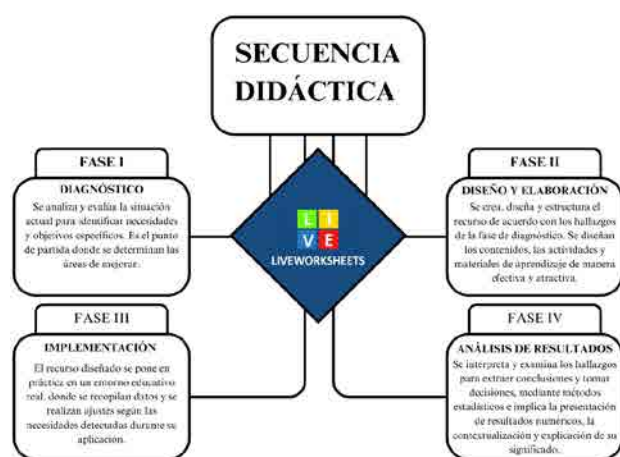 SECUENCIA
DIDÁCTICA
FASE I
DIAGNÓSTICO
Se analiza y evalúa la situación
actual para identificar necesidades
y objetivos específicos. Es el punto
de partida donde se determinan las
áreas de mejorar.
FASE II
DISEÑO Y ELABORACIÓN
Se crea, diseña y estructura el
recurso de acuerdo con los hallazgos
de la fase de diagnóstico. Se diseñan
los contenidos, las actividades y
materiales de aprendizaje de manera
efectiva y atractiva.
L I
V E
LIVEWORKSHEETS
FASE III
IMPLEMENTACIÓN
El recurso diseñado se pone en
práctica en un entorno educativo
real, donde se recopilan datos y se
realizan ajustes según las
necesidades detectadas durante su
aplicación.
FASE IV
ANÁLISIS DE RESULTADOS
Se interpreta y examina los hallazgos
para extraer conclusiones y tomar
decisiones, mediante métodos
estadísticos e implica la presentación
de resultados numéricos, la
contextualización y explicación de su
significado.